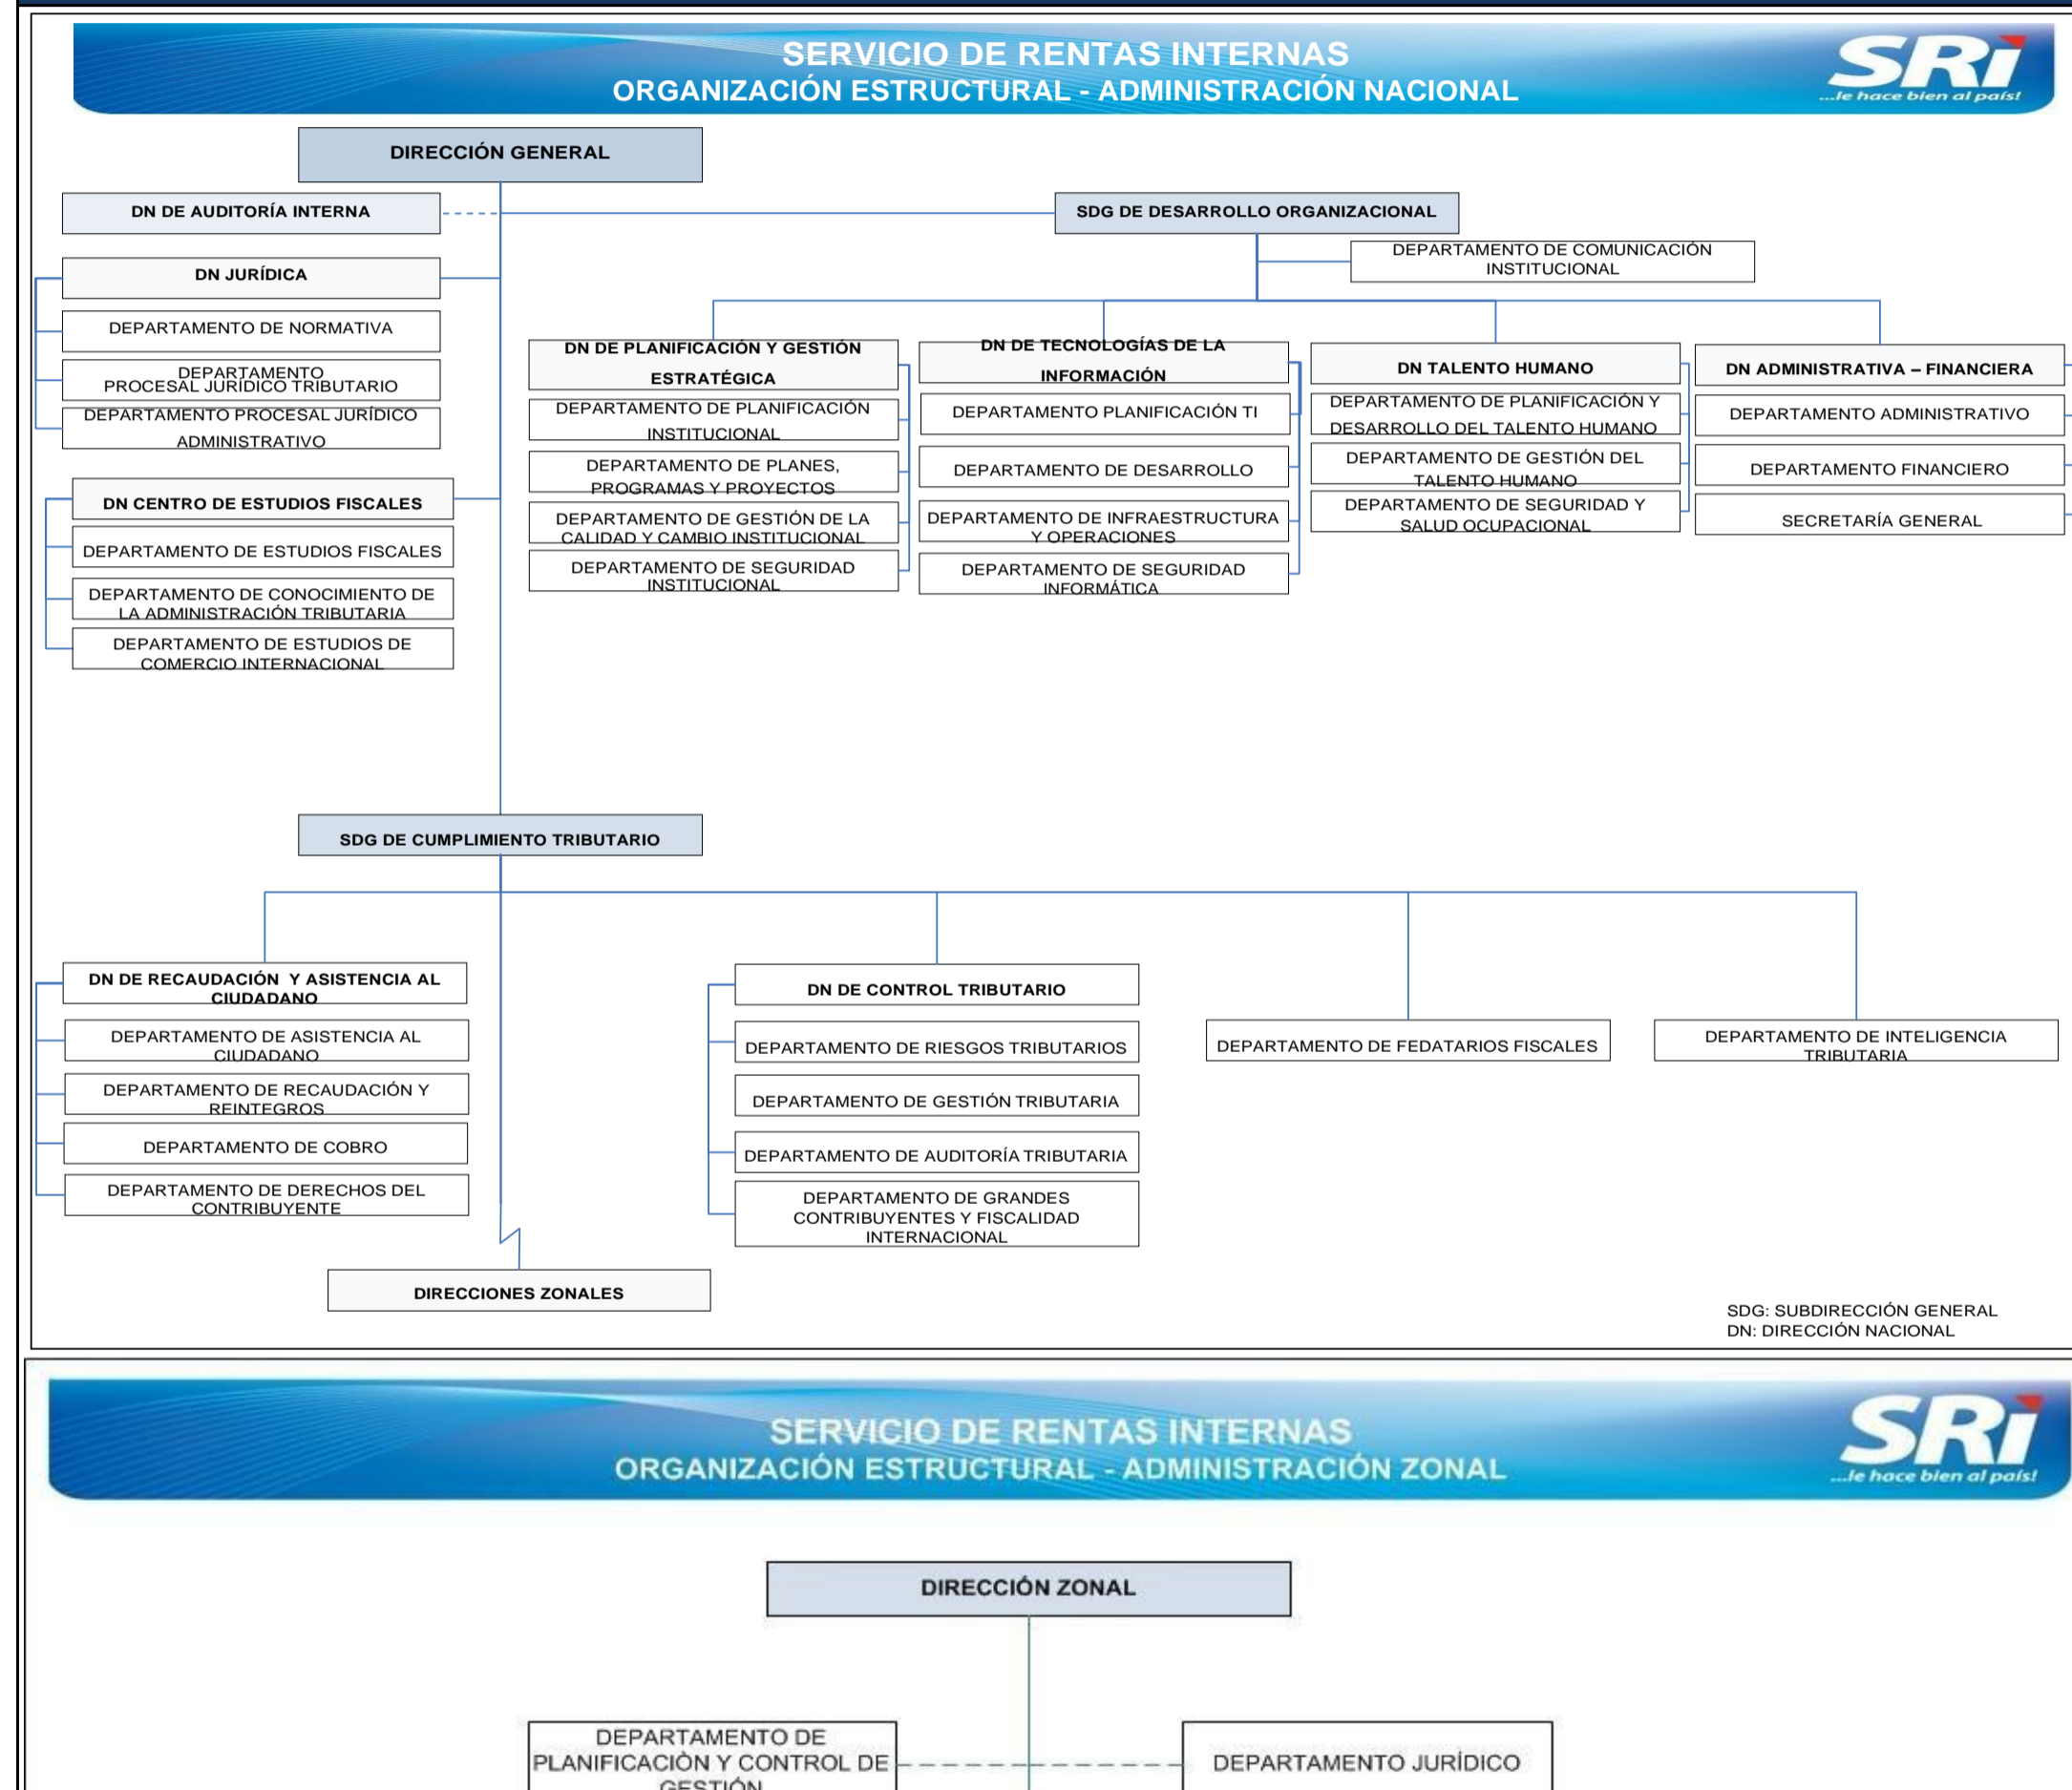 SERVICIO DE RENTAS INTERNAS
ORGANIZACIÓN ESTRUCTURAL - ADMINISTRACIÓN NACIONAL
SRi
...le hace bien al país!
DIRECCIÓN GENERAL
DN DE AUDITORÍA INTERNA
SDG DE DESARROLLO ORGANIZACIONAL
DEPARTAMENTO DE COMUNICACIÓN
INSTITUCIONAL
DN JURÍDICA
DEPARTAMENTO DE NORMATIVA
DEPARTAMENTO
PROCESAL JURÍDICO TRIBUTARIO
DEPARTAMENTO PROCESAL JURÍDICO
ADMINISTRATIVO
DN CENTRO DE ESTUDIOS FISCALES
DEPARTAMENTO DE ESTUDIOS FISCALES
DEPARTAMENTO DE CONOCIMIENTO DE
LA ADMINISTRACIÓN TRIBUTARIA
DEPARTAMENTO DE ESTUDIOS DE
COMERCIO INTERNACIONAL
DN DE PLANIFICACIÓN Y GESTIÓN
ESTRATÉGICA
DEPARTAMENTO DE PLANIFICACIÓN
INSTITUCIONAL
DEPARTAMENTO DE PLANES,
PROGRAMAS Y PROYECTOS
DEPARTAMENTO DE GESTIÓN DE LA
CALIDAD Y CAMBIO INSTITUCIONAL
DEPARTAMENTO DE SEGURIDAD
INSTITUCIONAL
DN DE TECNOLOGÍAS DE LA
INFORMACIÓN
DEPARTAMENTO PLANIFICACIÓN TI
DEPARTAMENTO DE DESARROLLO
DEPARTAMENTO DE INFRAESTRUCTURA
Y OPERACIONES
DEPARTAMENTO DE SEGURIDAD
INFORMÁTICA
DN TALENTO HUMANO
DEPARTAMENTO DE PLANIFICACIÓN Y
DESARROLLO DEL TALENTO HUMANO
DEPARTAMENTO DE GESTIÓN DEL
TALENTO HUMANO
DEPARTAMENTO DE SEGURIDAD Y
SALUD OCUPACIONAL
DN ADMINISTRATIVA – FINANCIERA
DEPARTAMENTO ADMINISTRATIVO
DEPARTAMENTO FINANCIERO
SECRETARÍA GENERAL
SDG DE CUMPLIMIENTO TRIBUTARIO
DN DE RECAUDACIÓN Y ASISTENCIA AL
CIUDADANO
DEPARTAMENTO DE ASISTENCIA AL
CIUDADANO
DEPARTAMENTO DE RECAUDACIÓN Y
REINTEGROS
DEPARTAMENTO DE COBRO
DEPARTAMENTO DE DERECHOS DEL
CONTRIBUYENTE
DN DE CONTROL TRIBUTARIO
DEPARTAMENTO DE RIESGOS TRIBUTARIOS
DEPARTAMENTO DE GESTIÓN TRIBUTARIA
DEPARTAMENTO DE AUDITORÍA TRIBUTARIA
DEPARTAMENTO DE GRANDES
CONTRIBUYENTES Y FISCALIDAD
INTERNACIONAL
DEPARTAMENTO DE FEDATARIOS FISCALES
DEPARTAMENTO DE INTELIGENCIA
TRIBUTARIA
DIRECCIONES ZONALES
SDG: SUBDIRECCIÓN GENERAL
DN: DIRECCIÓN NACIONAL
SERVICIO DE RENTAS INTERNAS
ORGANIZACIÓN ESTRUCTURAL - ADMINISTRACIÓN ZONAL
SRi
...le hace bien al país!
DIRECCIÓN ZONAL
DEPARTAMENTO DE
PLANIFICACIÒN Y CONTROL DE
GESTIÓN
DEPARTAMENTO JURÍDICO